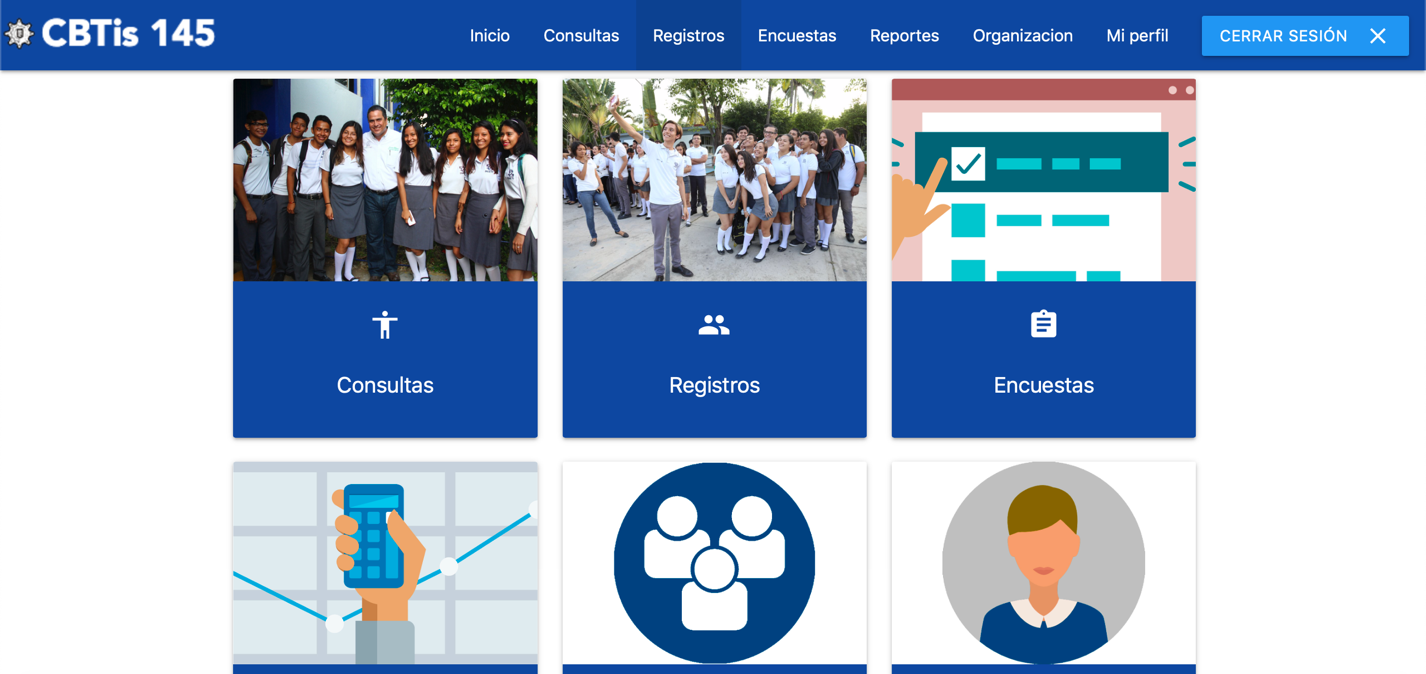 CBTis 145
Inicio
Consultas
Registros
Encuestas
Reportes
Organizacion
Mi perfil
CERRAR SESIÓN
Consultas
Registros
Encuestas